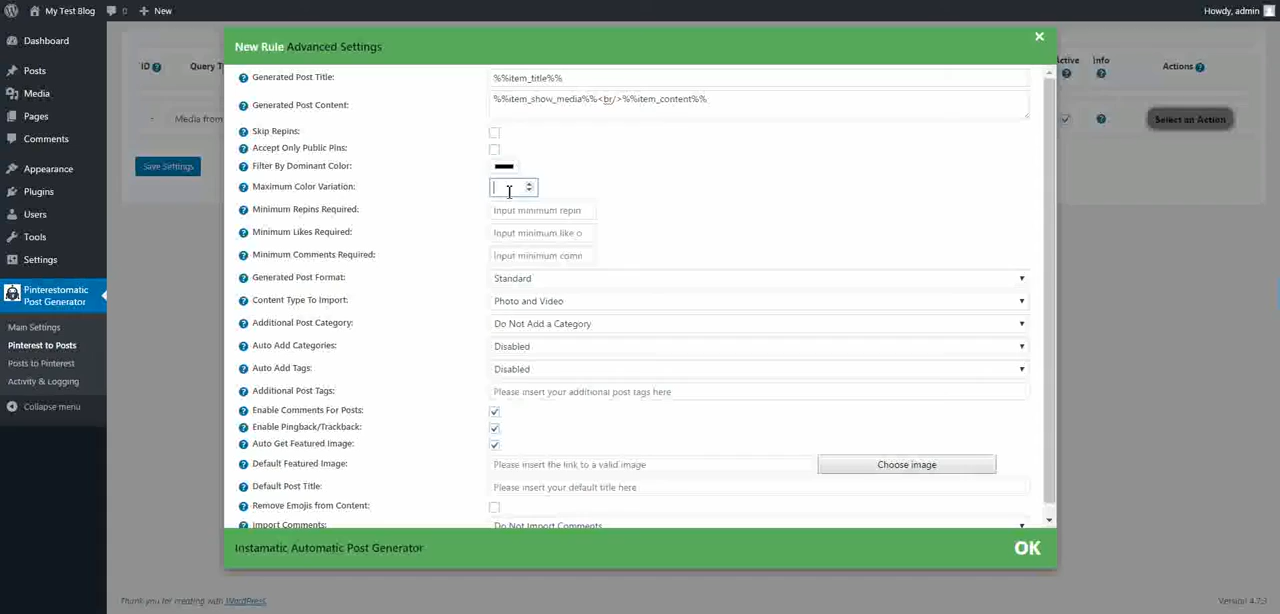 My Test Blog 0 New Howdy, admin
Dashboard
Posts
Media
Pages
Comments
Appearance
Plugins
Users
Tools
Settings
Pinterestomatic
Post Generator
Main Settings
Pinterest to Posts
Posts to Pinterest
Activity & Logging
Collapse menu
ID Query T
- Media from
Save Settings
ctive Info Actions
Select an Action
New Rule Advanced Settings
Generated Post Title: %%item_title%%
Generated Post Content: %%item_show_media%%<br/>%%item_content%%
Skip Repins:
Accept Only Public Pins:
Filter By Dominant Color:
Maximum Color Variation:
Minimum Repins Required: Input minimum repin
Minimum Likes Required: Input minimum like o
Minimum Comments Required: Input minimum comm
Generated Post Format: Standard
Content Type To Import: Photo and Video
Additional Post Category: Do Not Add a Category
Auto Add Categories: Disabled
Auto Add Tags: Disabled
Additional Post Tags: Please insert your additional post tags here
Enable Comments For Posts:
Enable Pingback/Trackback:
Auto Get Featured Image:
Default Featured Image: Please insert the link to a valid image Choose image
Default Post Title: Please insert your default title here
Remove Emojis from Content:
Import Comments: Do Not Import Comments
Instamatic Automatic Post Generator OK
Thank you for creating with WordPress.